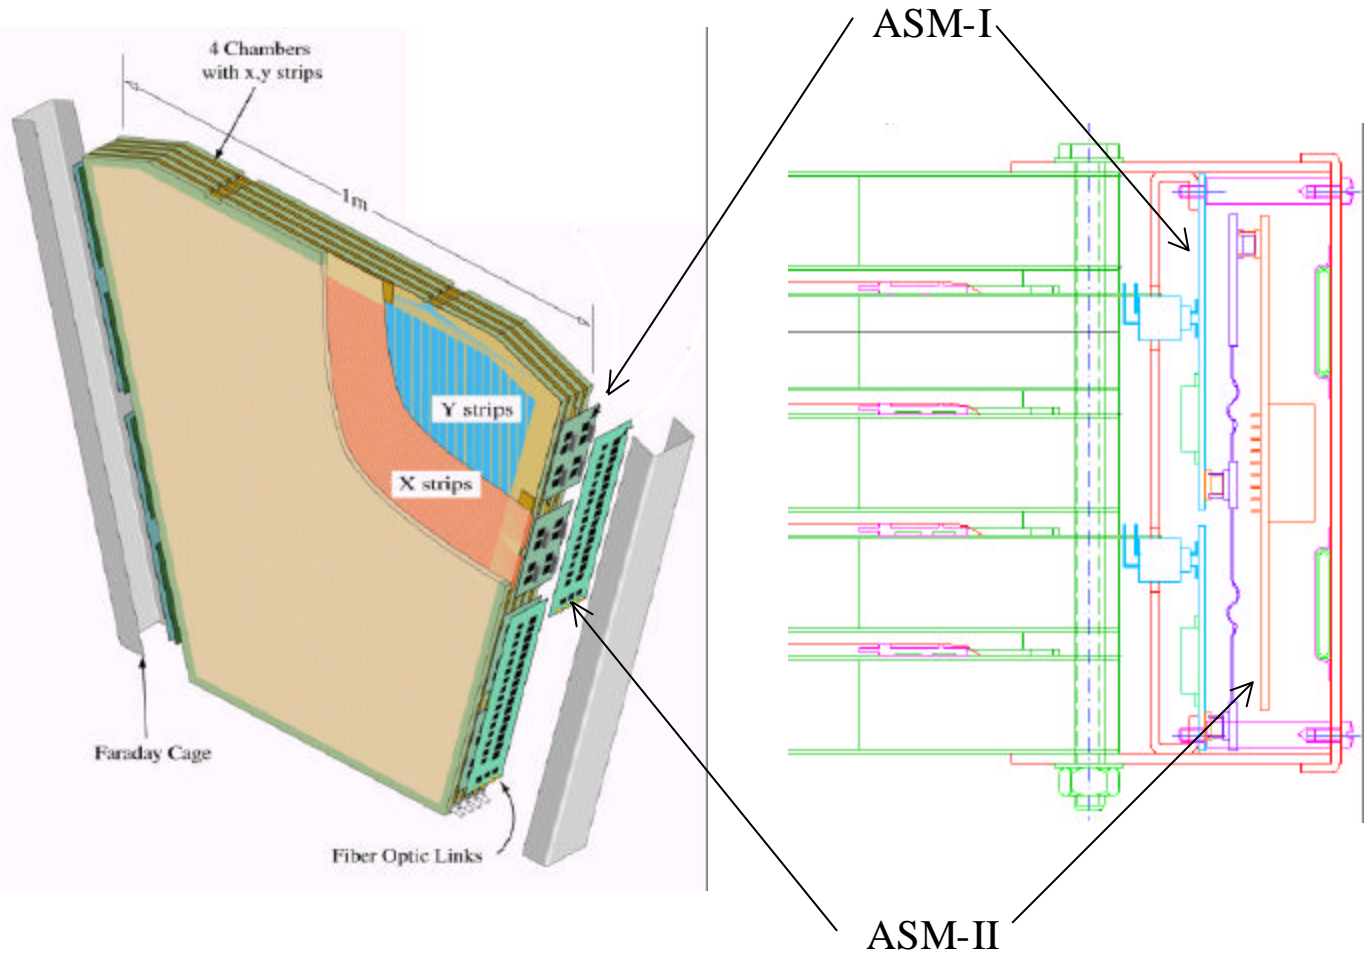 ASM-I
4 Chambers
with x,y strips
1m
Y strips
X strips
Faraday Cage
Fiber Optic Links
ASM-II